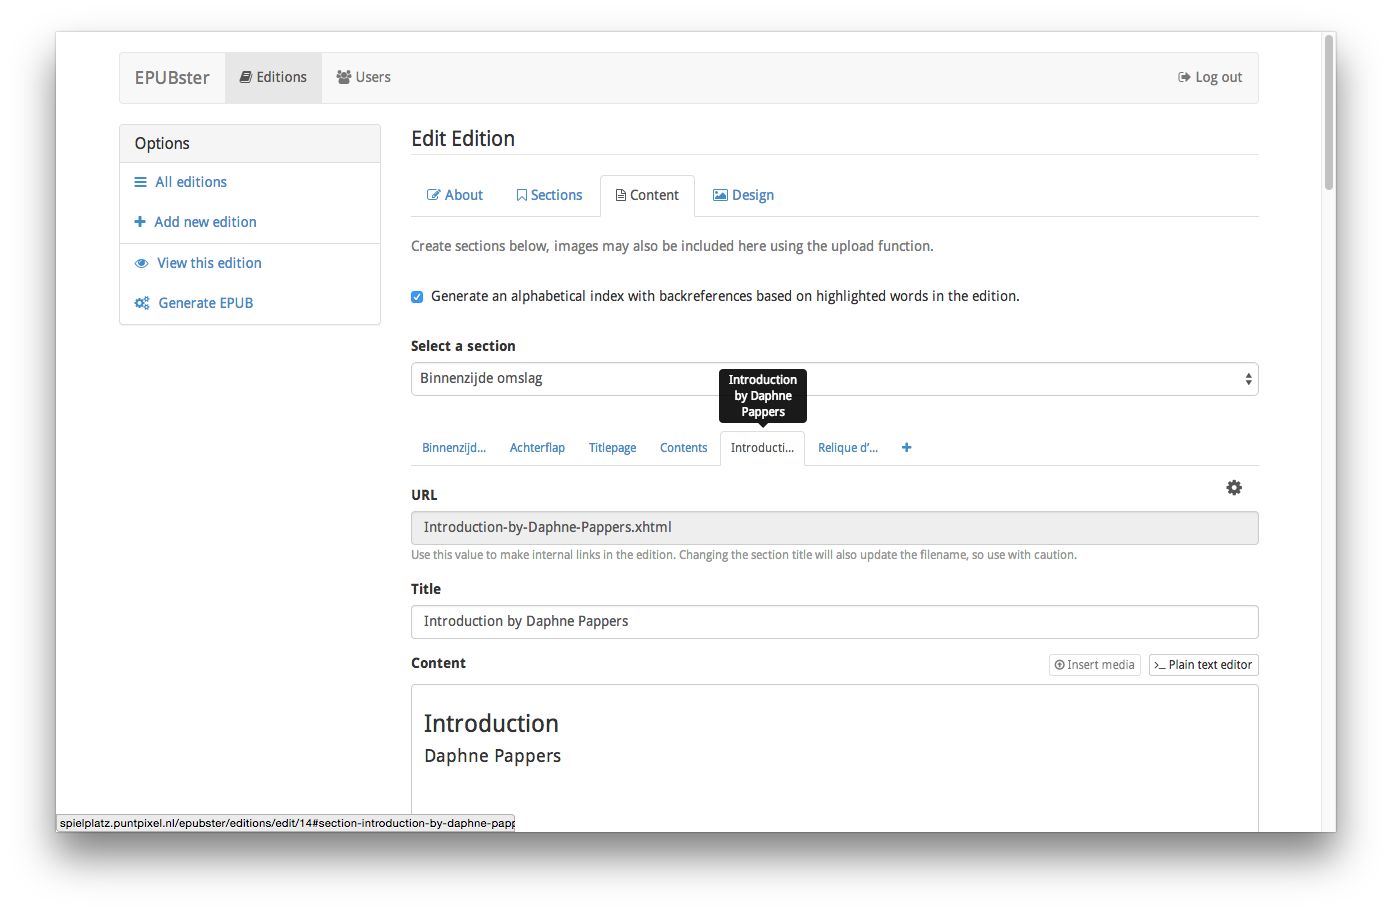 EPUBster Editions Users Log out
Options
All editions
Add new edition
View this edition
Generate EPUB
Edit Edition
About Sections Content Design
Create sections below, images may also be included here using the upload function.
Generate an alphabetical index with backreferences based on highlighted words in the edition.
Select a section
Binnenzijde omslag
Introduction
by Daphne
Pappers
Binnenzijd... Achterflap Titlepage Contents Introducti... Relique d’...
URL
Introduction-by-Daphne-Pappers.xhtml
Use this value to make internal links in the edition. Changing the section title will also update the filename, so use with caution.
Title
Introduction by Daphne Pappers
Content Insert media >_ Plain text editor
Introduction
Daphne Pappers
spielplatz.puntpixel.nl/epubster/editions/edit/14#section-introduction-by-daphne-papp